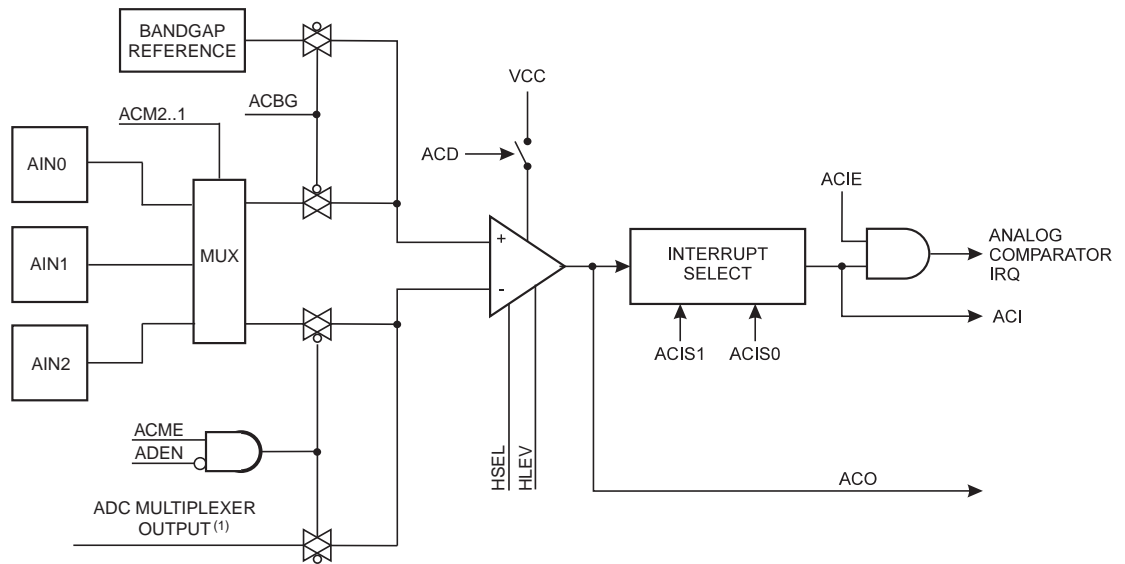 BANDGAP
REFERENCE
VCC
ACBG
ACM2..1
ACD
AIN0
ACIE
MUX
+
INTERRUPT
SELECT
ANALOG
COMPARATOR
IRQ
AIN1
-
ACI
AIN2
ACIS1
ACIS0
ACME
ADEN
HSEL
HLEV
ACO
ADC MULTIPLEXER
OUTPUT (1)